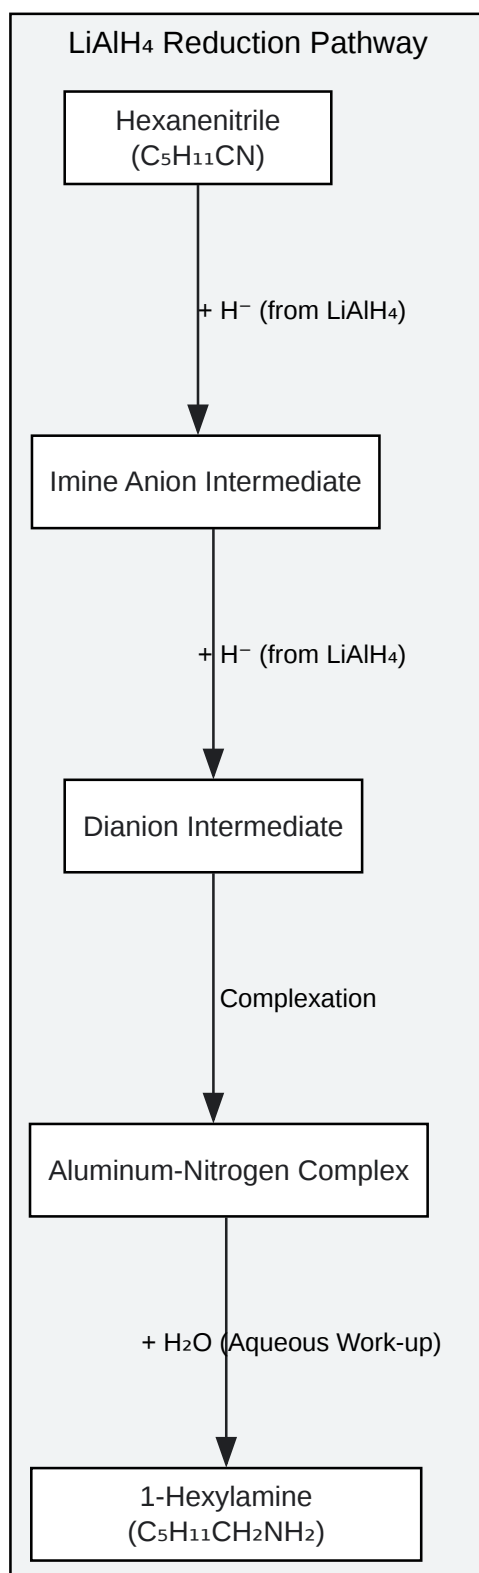 LiAlH₄ Reduction Pathway
Hexanenitrile
(C₅H₁₁CN)
+ H⁻ (from LiAlH₄)
Imine Anion Intermediate
+ H⁻ (from LiAlH₄)
Dianion Intermediate
Complexation
Aluminum-Nitrogen Complex
+ H₂O (Aqueous Work-up)
1-Hexylamine
(C₅H₁₁CH₂NH₂)